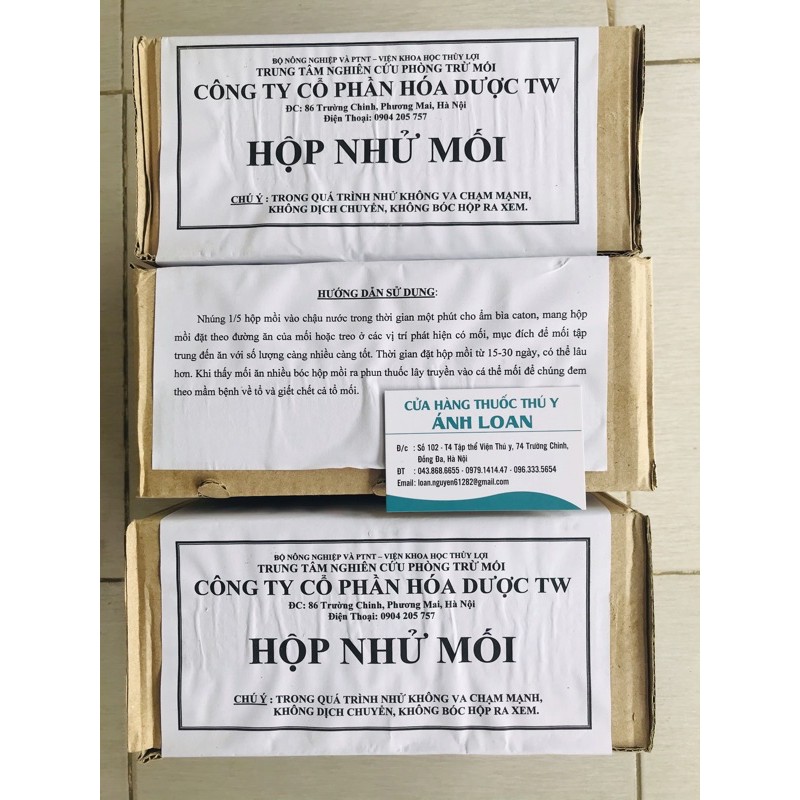 BỘ NÔNG NGHIỆP VÀ PTNT – VIỆN KHOA HỌC THỦY LỢI
TRUNG TÂM NGHIÊN CỨU PHÒNG TRỪ MỐI
CÔNG TY CỔ PHẦN HÓA DƯỢC TW
ĐC: 86 Trường Chinh, Phương Mai, Hà Nội
Điện Thoại: 0904 205 757
HỘP NHỬ MỐI
CHÚ Ý : TRONG QUÁ TRÌNH NHỬ KHÔNG VA CHẠM MẠNH,
KHÔNG DỊCH CHUYỂN, KHÔNG BÓC HỘP RA XEM.
HƯỚNG DẪN SỬ DỤNG:
Nhúng 1/5 hộp mồi vào chậu nước trong thời gian một phút cho ẩm bìa caton, mang hộp
mồi đặt theo đường ăn của mối hoặc treo ở các vị trí phát hiện có mối, mục đích để mối tập
trung đến ăn với số lượng càng nhiều càng tốt. Thời gian đặt hộp mồi từ 15-30 ngày, có thể lâu
hơn. Khi thấy mối ăn nhiều bóc hộp mồi ra phun thuốc lây truyền vào cá thể mối để chúng đem
theo mầm bệnh về tổ và giết chết cả tổ mối.
CỬA HÀNG THUỐC THÚ Y
ÁNH LOAN
Đ/c : Số 102 - T4 Tập thể Viện Thú y, 74 Trường Chinh,
Đống Đa, Hà Nội
ĐT : 043.868.6655 - 0979.1414.47 - 096.333.5654
Email: loan.nguyen61282@gmail.com
BỘ NÔNG NGHIỆP VÀ PTNT – VIỆN KHOA HỌC THỦY LỢI
TRUNG TÂM NGHIÊN CỨU PHÒNG TRỪ MỐI
CÔNG TY CỔ PHẦN HÓA DƯỢC TW
ĐC: 86 Trường Chinh, Phương Mai, Hà Nội
Điện Thoại: 0904 205 757
HỘP NHỬ MỐI
CHÚ Ý : TRONG QUÁ TRÌNH NHỬ KHÔNG VA CHẠM MẠNH,
KHÔNG DỊCH CHUYỂN, KHÔNG BÓC HỘP RA XEM.